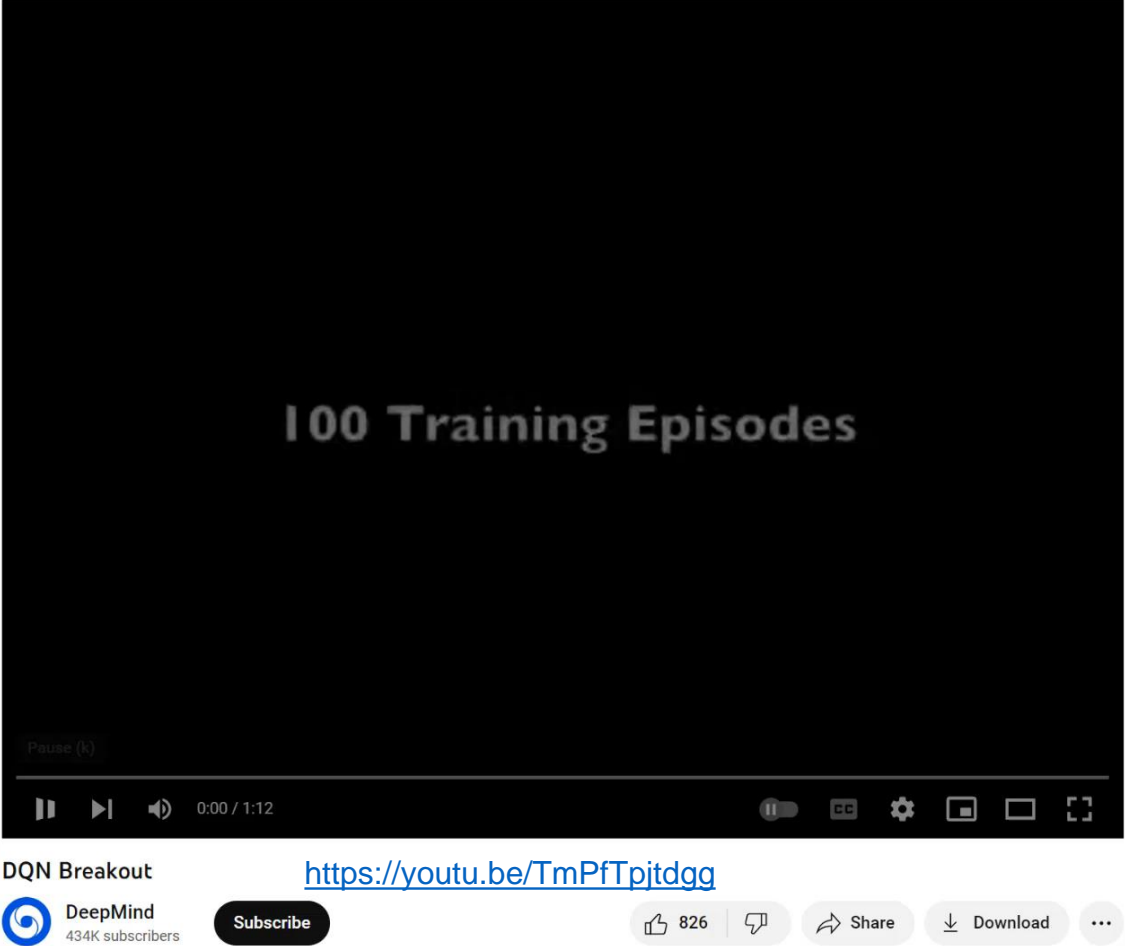 100 Training Episodes
Pause (k)
0:00 / 1:12
CC
DQN Breakout
https://youtu.be/TmPfTpjtdgg
DeepMind
434K subscribers
Subscribe
826
Share
Download